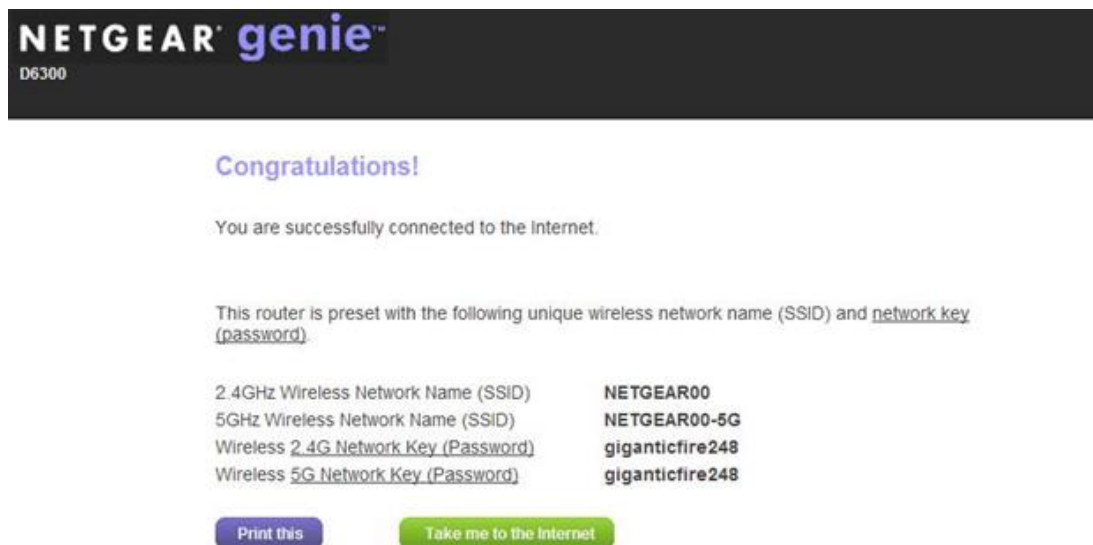 NETGEAR® genie™
D6300
Congratulations!
You are successfully connected to the Internet.
This router is preset with the following unique wireless network name (SSID) and network key
(password).
2.4GHz Wireless Network Name (SSID) NETGEAR00
5GHz Wireless Network Name (SSID) NETGEAR00-5G
Wireless 2.4G Network Key (Password) giganticfire248
Wireless 5G Network Key (Password) giganticfire248
Print this Take me to the Internet